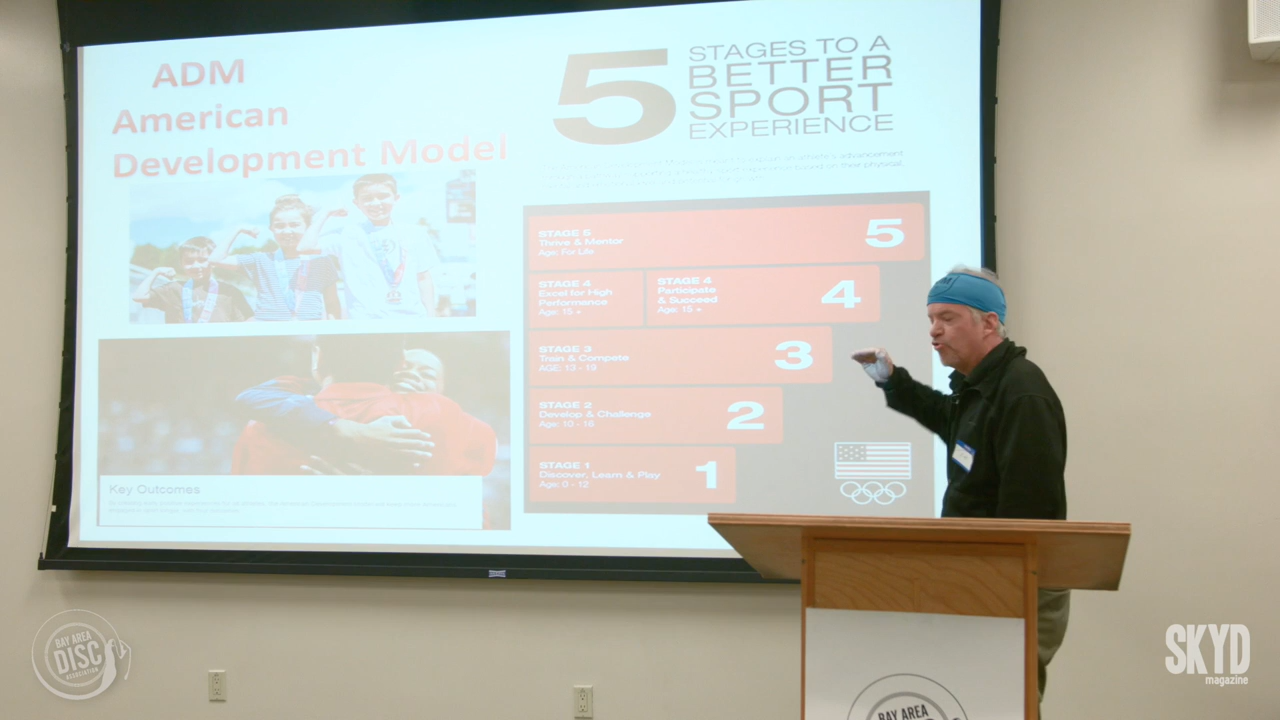 ADM
American
Development Model
5
STAGES TO A
BETTER
SPORT
EXPERIENCE
STAGE 5
Thrive & Mentor
Age: For Life
5
STAGE 4
Excel for High
Performance
Age: 15 +
STAGE 4
Participate
& Succeed
Age: 15 +
4
STAGE 3
Train & Compete
AGE: 13 - 19
3
STAGE 2
Develop & Challenge
Age: 10 - 16
2
STAGE 1
Discover, Learn & Play
Age: 0 - 12
1
Key Outcomes
BAY AREA
DISC
ASSOCIATION
SKYD
magazine
BAY AREA